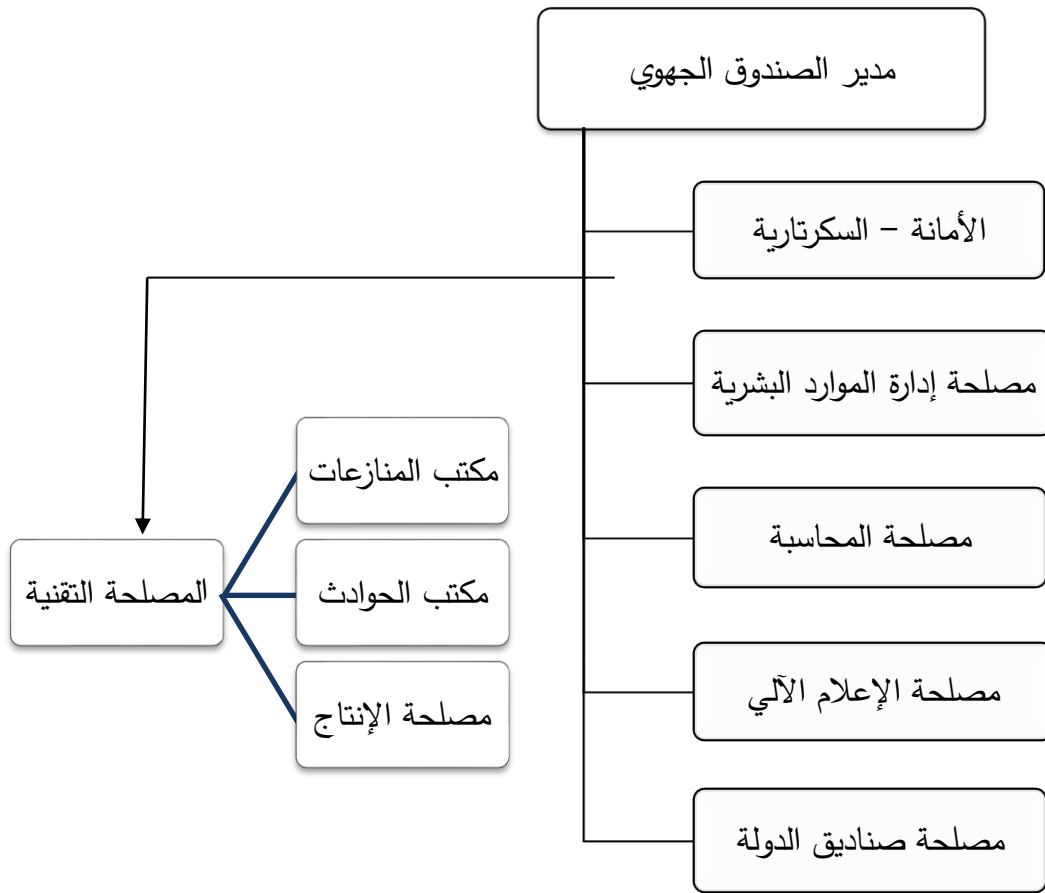 مدير الصندوق الجهوي
الأمانة – السكرتارية
مصلحة إدارة الموارد البشرية
مصلحة المحاسبة
مصلحة الإعلام الآلي
مصلحة صناديق الدولة
المصلحة التقنية
مكتب المنازعات
مكتب الحوادث
مصلحة الإنتاج